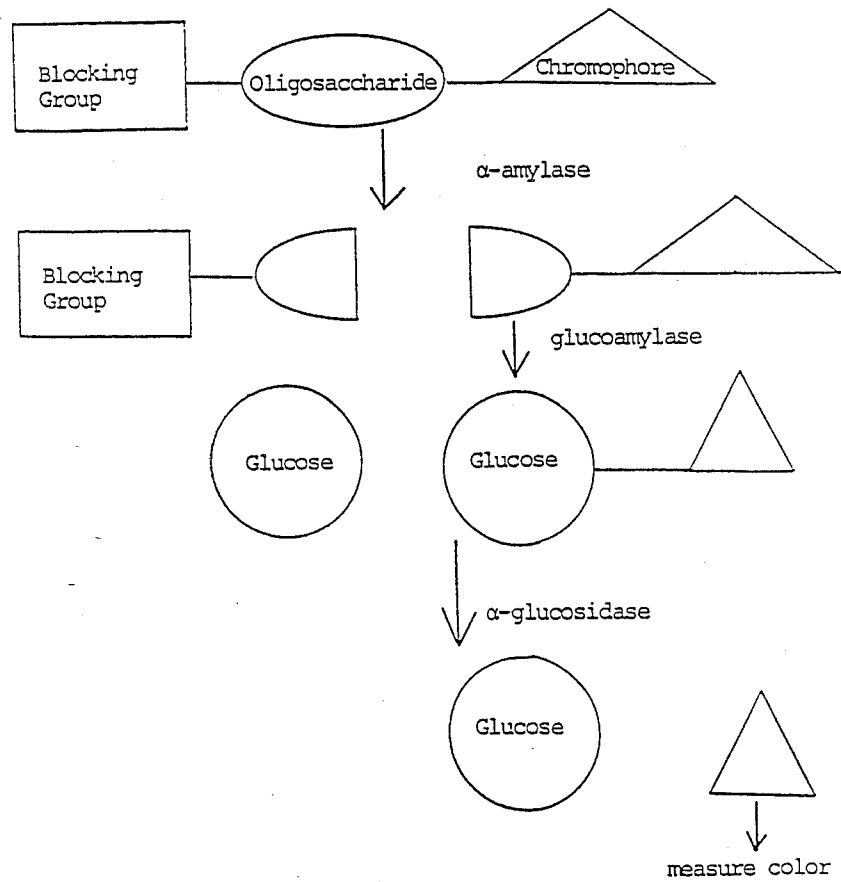 Blocking
Group
Oligosaccharide
Chromophore
α-amylase
Blocking
Group
glucoamylase
Glucose
Glucose
α-glucosidase
Glucose
measure color